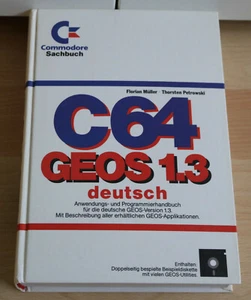 Commodore
Sachbuch
Florian Müller Thorsten Petrowski
C64
GEOS 1.3
deutsch
Anwendungs- und Programmierhandbuch
für die deutsche GEOS-Version 1.3.
Mit Beschreibung aller erhältlichen GEOS-Applikationen.
Enthalten:
Doppelseitig bespielte Beispieldiskette
mit vielen GEOS-Utilities